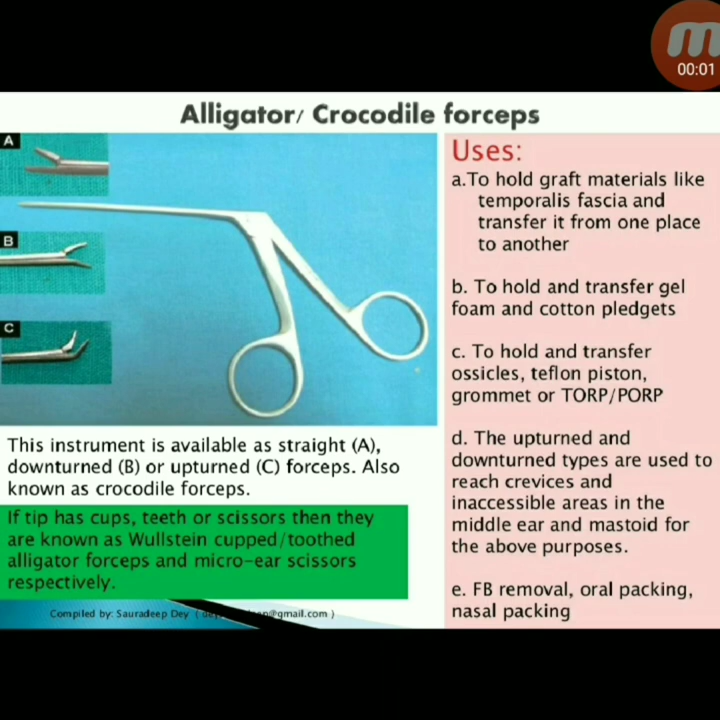 00:01
Alligator/ Crocodile forceps
A
B
C
This instrument is available as straight (A),
downturned (B) or upturned (C) forceps. Also
known as crocodile forceps.
If tip has cups, teeth or scissors then they
are known as Wullstein cupped/toothed
alligator forceps and micro-ear scissors
respectively.
Compiled by: Sauradeep Dey ( @gmail.com )
Uses:
a.To hold graft materials like
temporalis fascia and
transfer it from one place
to another
b. To hold and transfer gel
foam and cotton pledgets
c. To hold and transfer
ossicles, teflon piston,
grommet or TORP/PORP
d. The upturned and
downturned types are used to
reach crevices and
inaccessible areas in the
middle ear and mastoid for
the above purposes.
e. FB removal, oral packing,
nasal packing